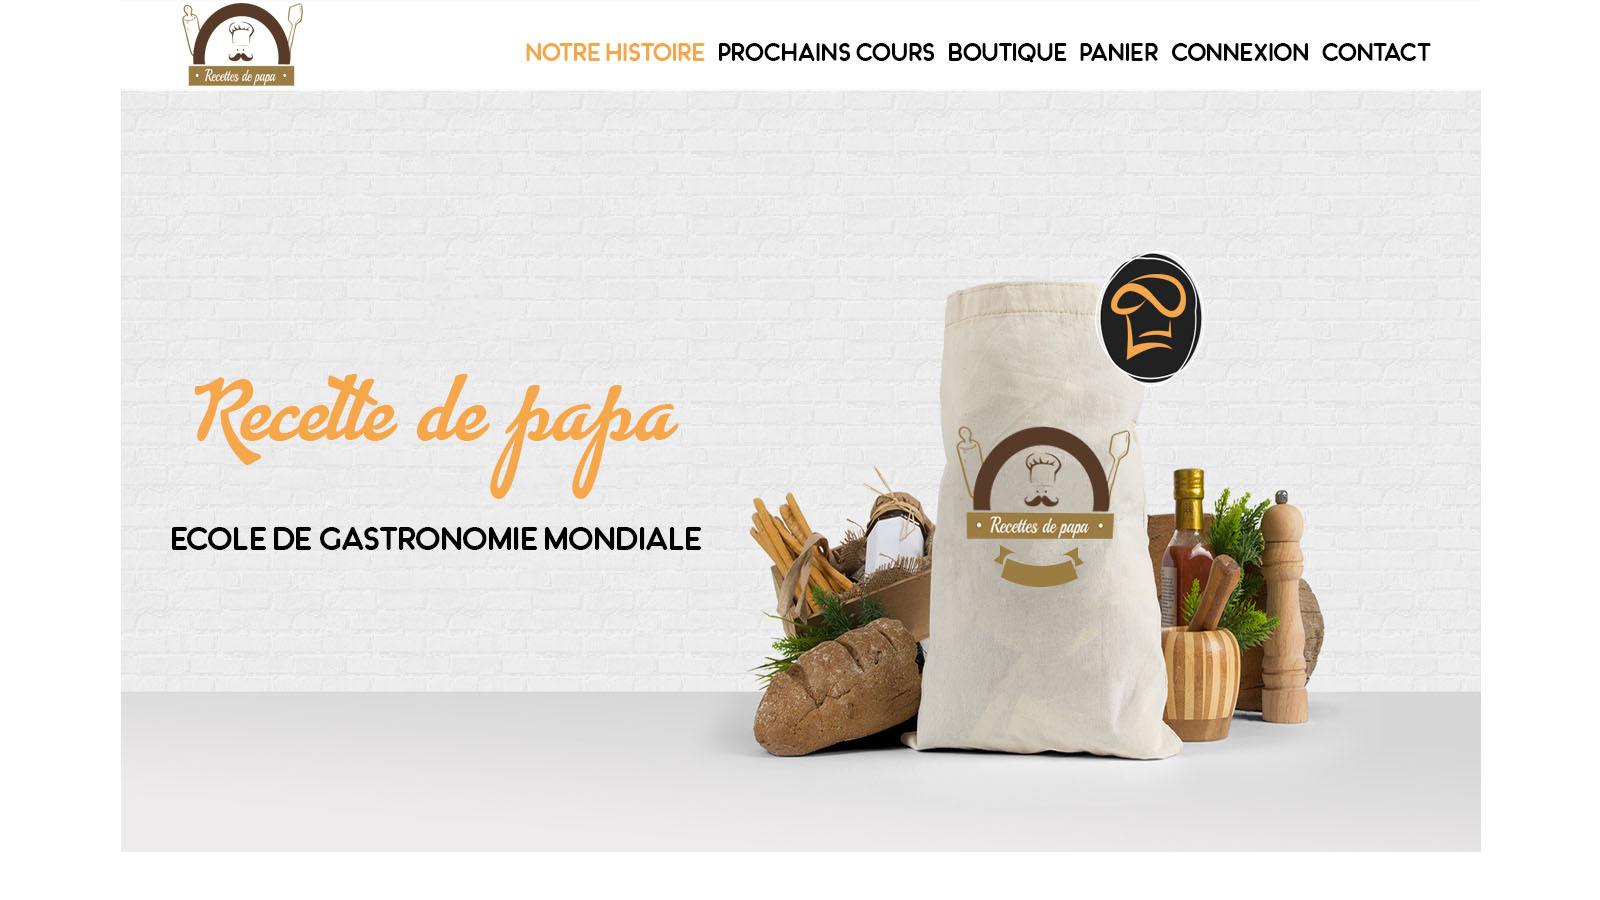 Recettes de papa
NOTRE HISTOIRE PROCHAINS COURS BOUTIQUE PANIER CONNEXION CONTACT
Recette de papa
ECOLE DE GASTRONOMIE MONDIALE
• Recettes de papa •